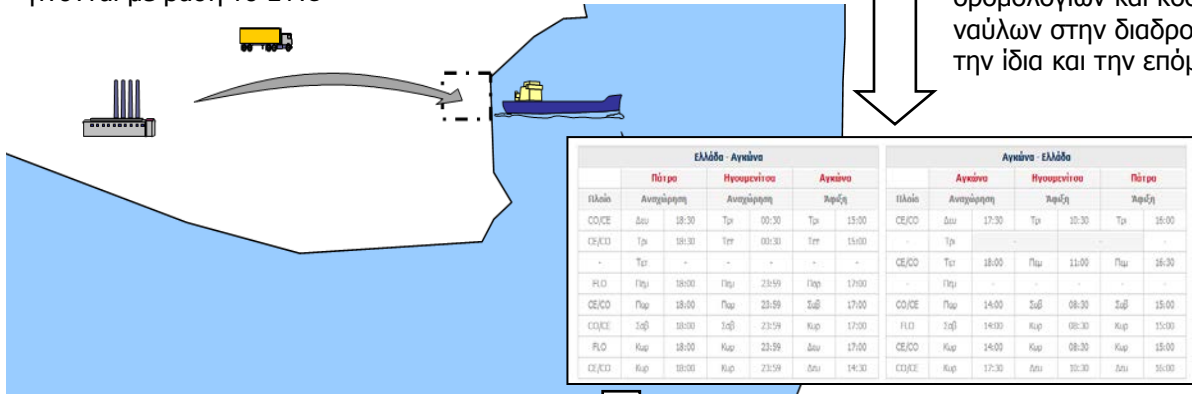 δρομολογίων και κόσ
ναύλων στην διαδρο
την ίδια και την επόμ
Ελλάδα - Αγκώνα
Πάτρα Ηγουμενίτσα Αγκώνα
Πλοίο Αναχώρηση Αναχώρηση Άφιξη
CO/CE Δευ 18:30 Τρι 00:30 Τρι 15:00
CE/CO Τρι 18:30 Τετ 00:30 Τετ 15:00
- Τετ - - - - -
FLO Πεμ 18:00 Πεμ 23:59 Παρ 17:00
CE/CO Παρ 18:00 Παρ 23:59 Σαβ 17:00
CO/CE Σαβ 18:00 Σαβ 23:59 Κυρ 17:00
FLO Κυρ 18:00 Κυρ 23:59 Δευ 17:00
CE/CO Κυρ 18:00 Κυρ 23:59 Δευ 14:30
Αγκώνα - Ελλάδα
Αγκώνα Ηγουμενίτσα Πάτρα
Πλοίο Αναχώρηση Άφιξη Άφιξη
CE/CO Δευ 17:30 Τρι 10:30 Τρι 16:00
- Τρι - - -
CE/CO Τετ 18:00 Πεμ 11:00 Πεμ 16:30
- Πεμ - - - - -
CO/CE Παρ 14:00 Σαβ 08:30 Σαβ 15:00
FLO Σαβ 14:00 Κυρ 08:30 Κυρ 15:00
CE/CO Κυρ 14:00 Κυρ 08:30 Κυρ 15:00
CO/CE Κυρ 17:30 Δευ 10:30 Δευ 16:00